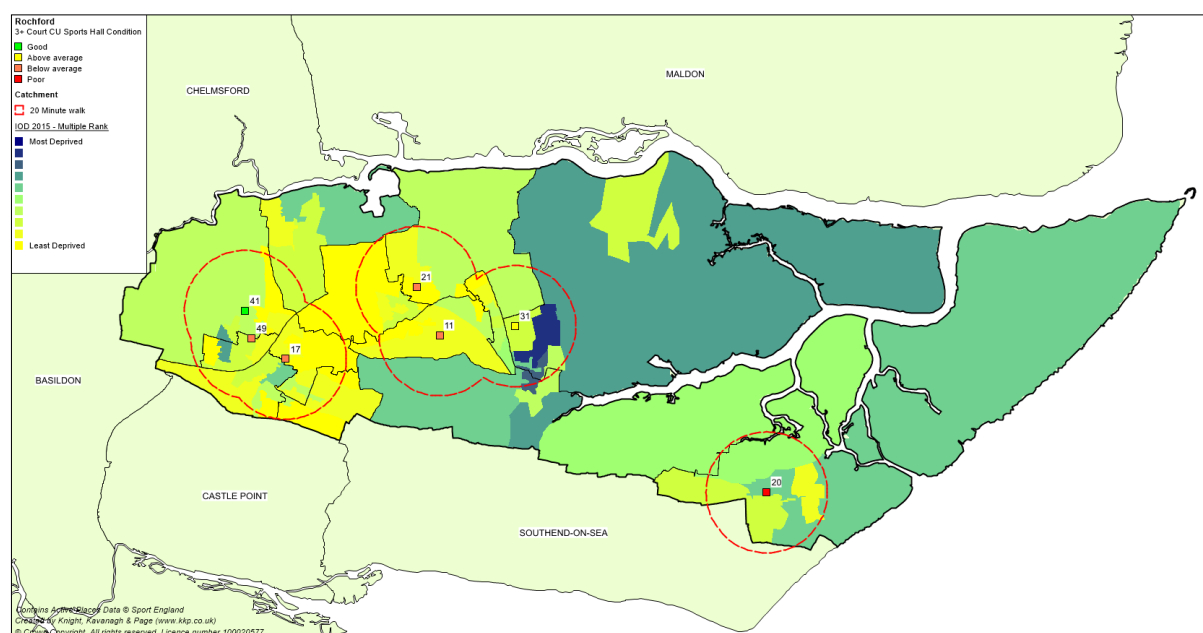 Rochford
3+ Court CU Sports Hall Condition
Good
Above average
Below average
Poor
Catchment
20 Minute walk
IOD 2015 - Multiple Rank
Most Deprived
Least Deprived
CHELMSFORD
MALDON
BASILDON
CASTLE POINT
SOUTHEND-ON-SEA
41
49
17
21
11
31
20
Contains Active Places Data © Sport England
Created by Knight, Kavanagh & Page (www.kkp.co.uk)
© Crown Copyright. All rights reserved. Licence number 100020577